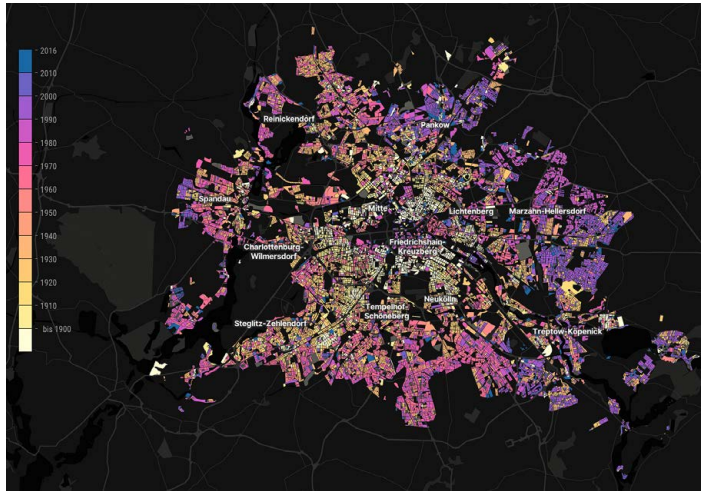 2016
2010
2000
1990
1980
1970
1960
1950
1940
1930
1920
1910
bis 1900
Reinickendorf
Pankow
Spandau
Mitte
Lichtenberg
Marzahn-Hellersdorf
Charlottenburg-
Wilmersdorf
Friedrichshain-
Kreuzberg
Neukölln
Tempelhof-
Schöneberg
Steglitz-Zehlendorf
Treptow-Köpenick